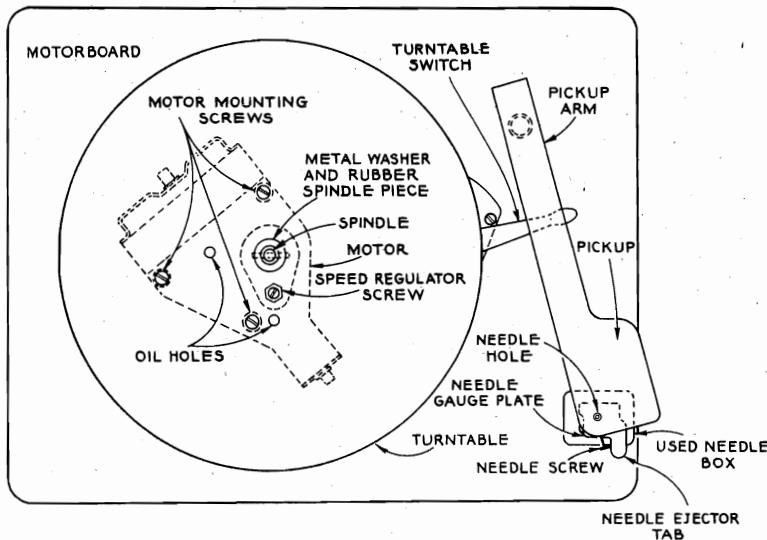 MOTORBOARD
TURNTABLE
SWITCH
PICKUP
ARM
MOTOR MOUNTING
SCREWS
METAL WASHER
AND RUBBER
SPINDLE PIECE
SPINDLE
MOTOR
SPEED REGULATOR
SCREW
PICKUP
OIL HOLES
NEEDLE
HOLE
NEEDLE
GAUGE PLATE
TURNTABLE
USED NEEDLE
BOX
NEEDLE SCREW
NEEDLE EJECTOR
TAB